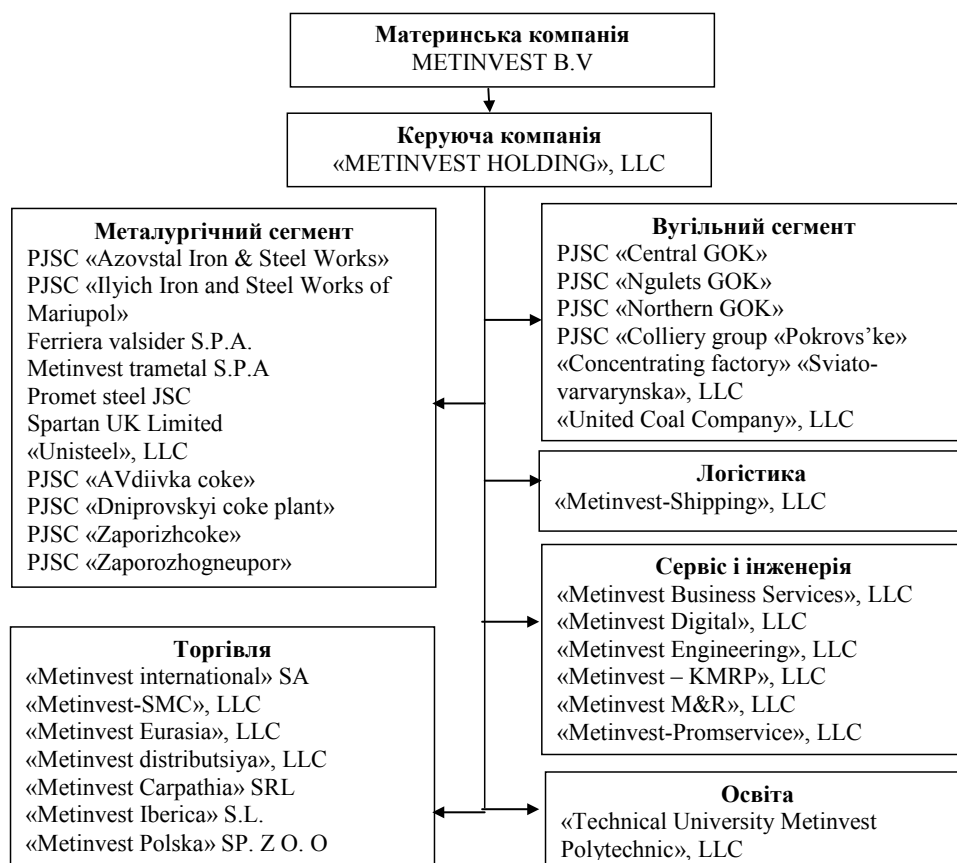 Материнська компанія
METINVEST B.V
Керуюча компанія
«METINVEST HOLDING», LLC
Металургічний сегмент
PJSC «Azovstal Iron & Steel Works»
PJSC «Ilyich Iron and Steel Works of
Mariupol»
Ferriera valsider S.P.A.
Metinvest trametal S.P.A
Promet steel JSC
Spartan UK Limited
«Unisteel», LLC
PJSC «AVdiivka coke»
PJSC «Dniprovskyi coke plant»
PJSC «Zaporizhcoke»
PJSC «Zaporozhogneupor»
Вугільний сегмент
PJSC «Central GOK»
PJSC «Ngulets GOK»
PJSC «Northern GOK»
PJSC «Colliery group «Pokrovs’ke»
«Concentrating factory» «Sviato-
varvarynska», LLC
«United Coal Company», LLC
Логістика
«Metinvest-Shipping», LLC
Сервіс і інженерія
«Metinvest Business Services», LLC
«Metinvest Digital», LLC
«Metinvest Engineering», LLC
«Metinvest – KMRP», LLC
«Metinvest M&R», LLC
«Metinvest-Promservice», LLC
Торгівля
«Metinvest international» SA
«Metinvest-SMC», LLC
«Metinvest Eurasia», LLC
«Metinvest distributsiya», LLC
«Metinvest Carpathia» SRL
«Metinvest Iberica» S.L.
«Metinvest Polska» SP. Z O. O
Освіта
«Technical University Metinvest
Polytechnic», LLC